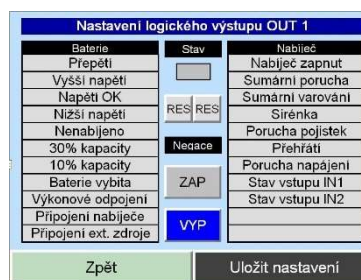 Nastavení logického výstupu OUT 1
Baterie
Přepětí
Vyšší napětí
Napětí OK
Nižší napětí
Nenabíjeno
30% kapacity
10% kapacity
Baterie vybita
Výkonové odpojení
Připojení nabíječe
Připojení ext. zdroje
Stav
RES RES
Negace
ZAP
VYP
Nabíječ
Nabíječ zapnut
Sumární porucha
Sumární varování
Sirénka
Porucha pojistek
Přehřátí
Porucha napájení
Stav vstupu IN1
Stav vstupu IN2
Zpět
Uložit nastavení